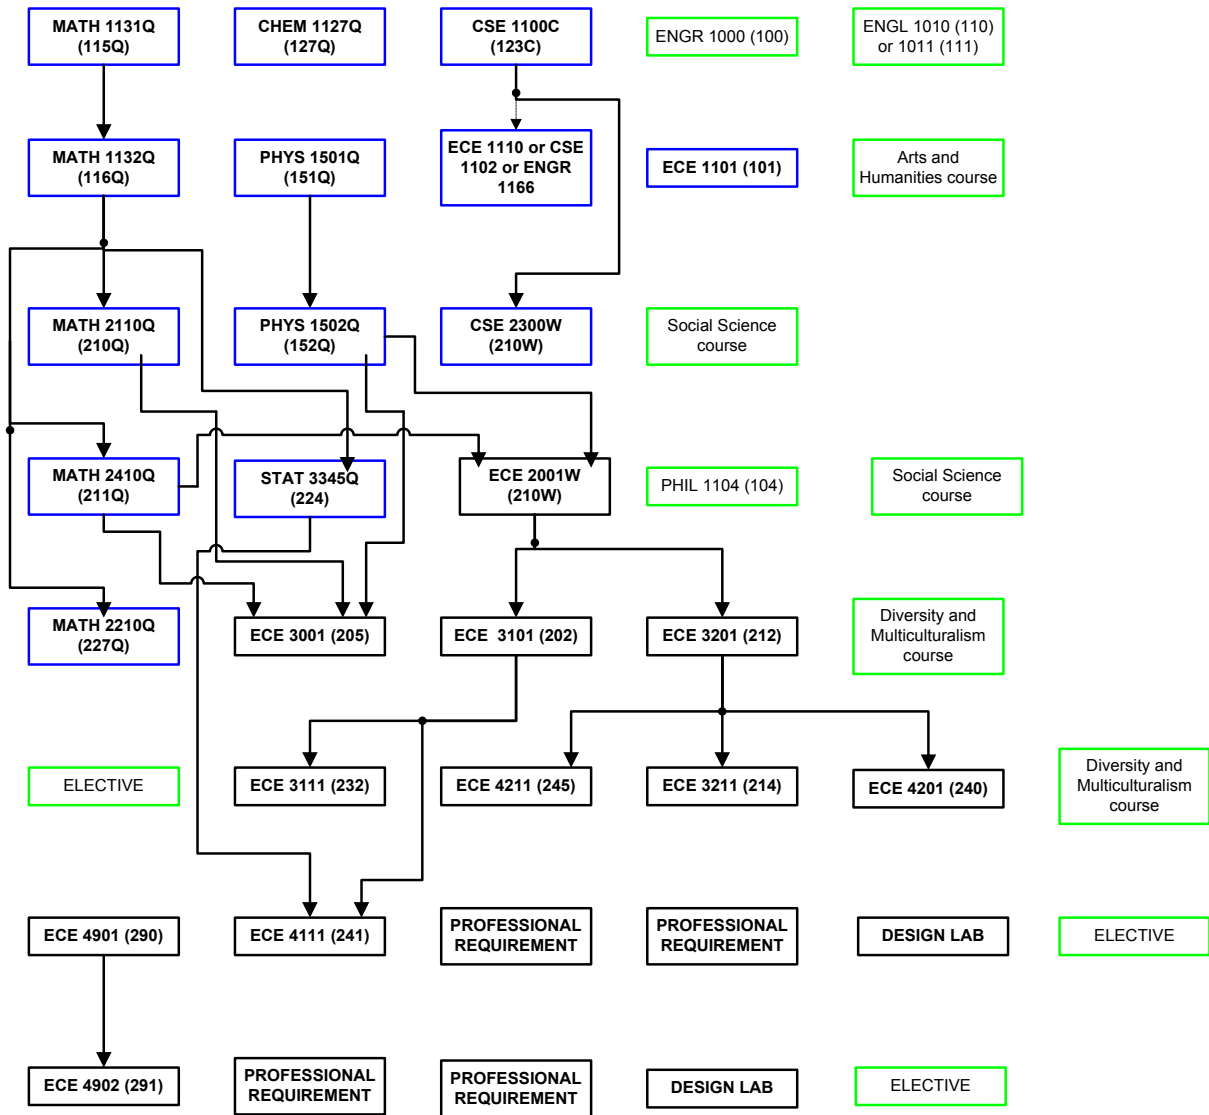 MATH 1131Q
(115Q)
CHEM 1127Q
(127Q)
CSE 1100C
(123C)
ENGR 1000 (100)
ENGL 1010 (110)
or 1011 (111)
MATH 1132Q
(116Q)
PHYS 1501Q
(151Q)
ECE 1110 or CSE
1102 or ENGR
1166
ECE 1101 (101)
Arts and
Humanities course
MATH 2110Q
(210Q)
PHYS 1502Q
(152Q)
CSE 2300W
(210W)
Social Science
course
MATH 2410Q
(211Q)
STAT 3345Q
(224)
ECE 2001W
(210W)
PHIL 1104 (104)
Social Science
course
MATH 2210Q
(227Q)
ECE 3001 (205)
ECE 3101 (202)
ECE 3201 (212)
Diversity and
Multiculturalism
course
ELECTIVE
ECE 3111 (232)
ECE 4211 (245)
ECE 3211 (214)
ECE 4201 (240)
Diversity and
Multiculturalism
course
ECE 4901 (290)
ECE 4111 (241)
PROFESSIONAL
REQUIREMENT
PROFESSIONAL
REQUIREMENT
DESIGN LAB
ELECTIVE
ECE 4902 (291)
PROFESSIONAL
REQUIREMENT
PROFESSIONAL
REQUIREMENT
DESIGN LAB
ELECTIVE